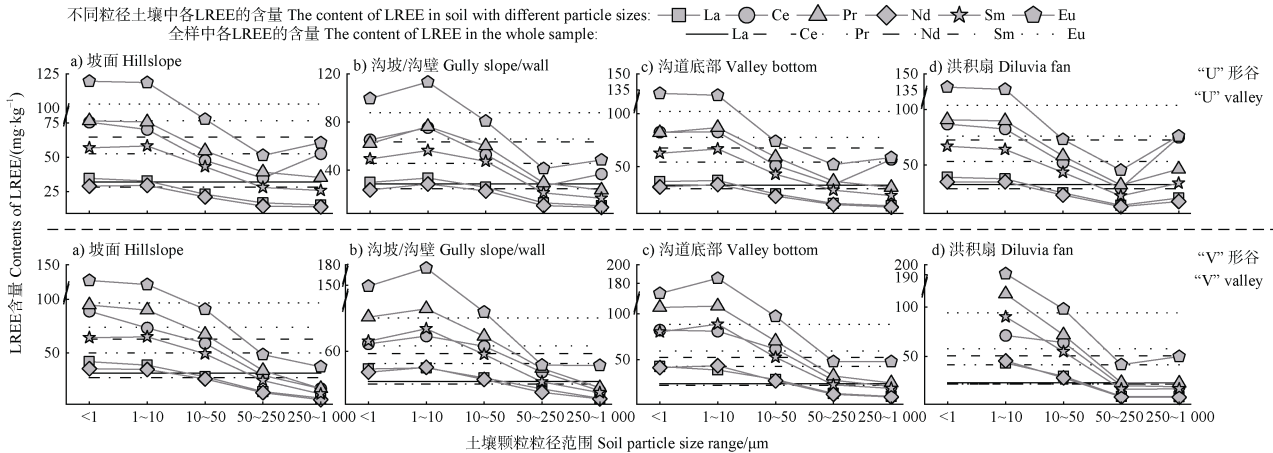 不同粒径土壤中各LREE的含量 The content of LREE in soil with different particle sizes: La Ce Pr Nd Sm Eu
全样中各LREE的含量 The content of LREE in the whole sample: La Ce Pr Nd Sm Eu
a) 坡面 Hillslope b) 沟坡/沟壁 Gully slope/wall c) 沟道底部 Valley bottom d) 洪积扇 Diluvia fan
“U” 形谷
“U” valley
125 100 75 50 25
120 80 40
150 135 100 50
150 135 100 50
a) 坡面 Hillslope b) 沟坡/沟壁 Gully slope/wall c) 沟道底部 Valley bottom d) 洪积扇 Diluvia fan
“V” 形谷
“V” valley
150 100 50
180 150 60
200 180 100 50
200 190 100 50
LREE含量 Contents of LREE/(mg·kg⁻¹)
<1 1~10 10~50 50~250 250~1 000 <1 1~10 10~50 50~250 250~1 000 <1 1~10 10~50 50~250 250~1 000 <1 1~10 10~50 50~250 250~1 000
土壤颗粒粒径范围 Soil particle size range/μm